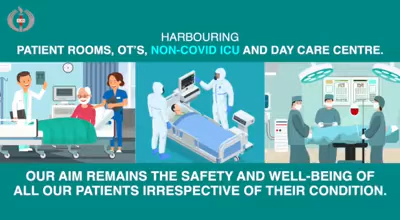 HARBOURING
PATIENT ROOMS, OT'S, NON-COVID ICU AND DAY CARE CENTRE.
OUR AIM REMAINS THE SAFETY AND WELL-BEING OF
ALL OUR PATIENTS IRRESPECTIVE OF THEIR CONDITION.